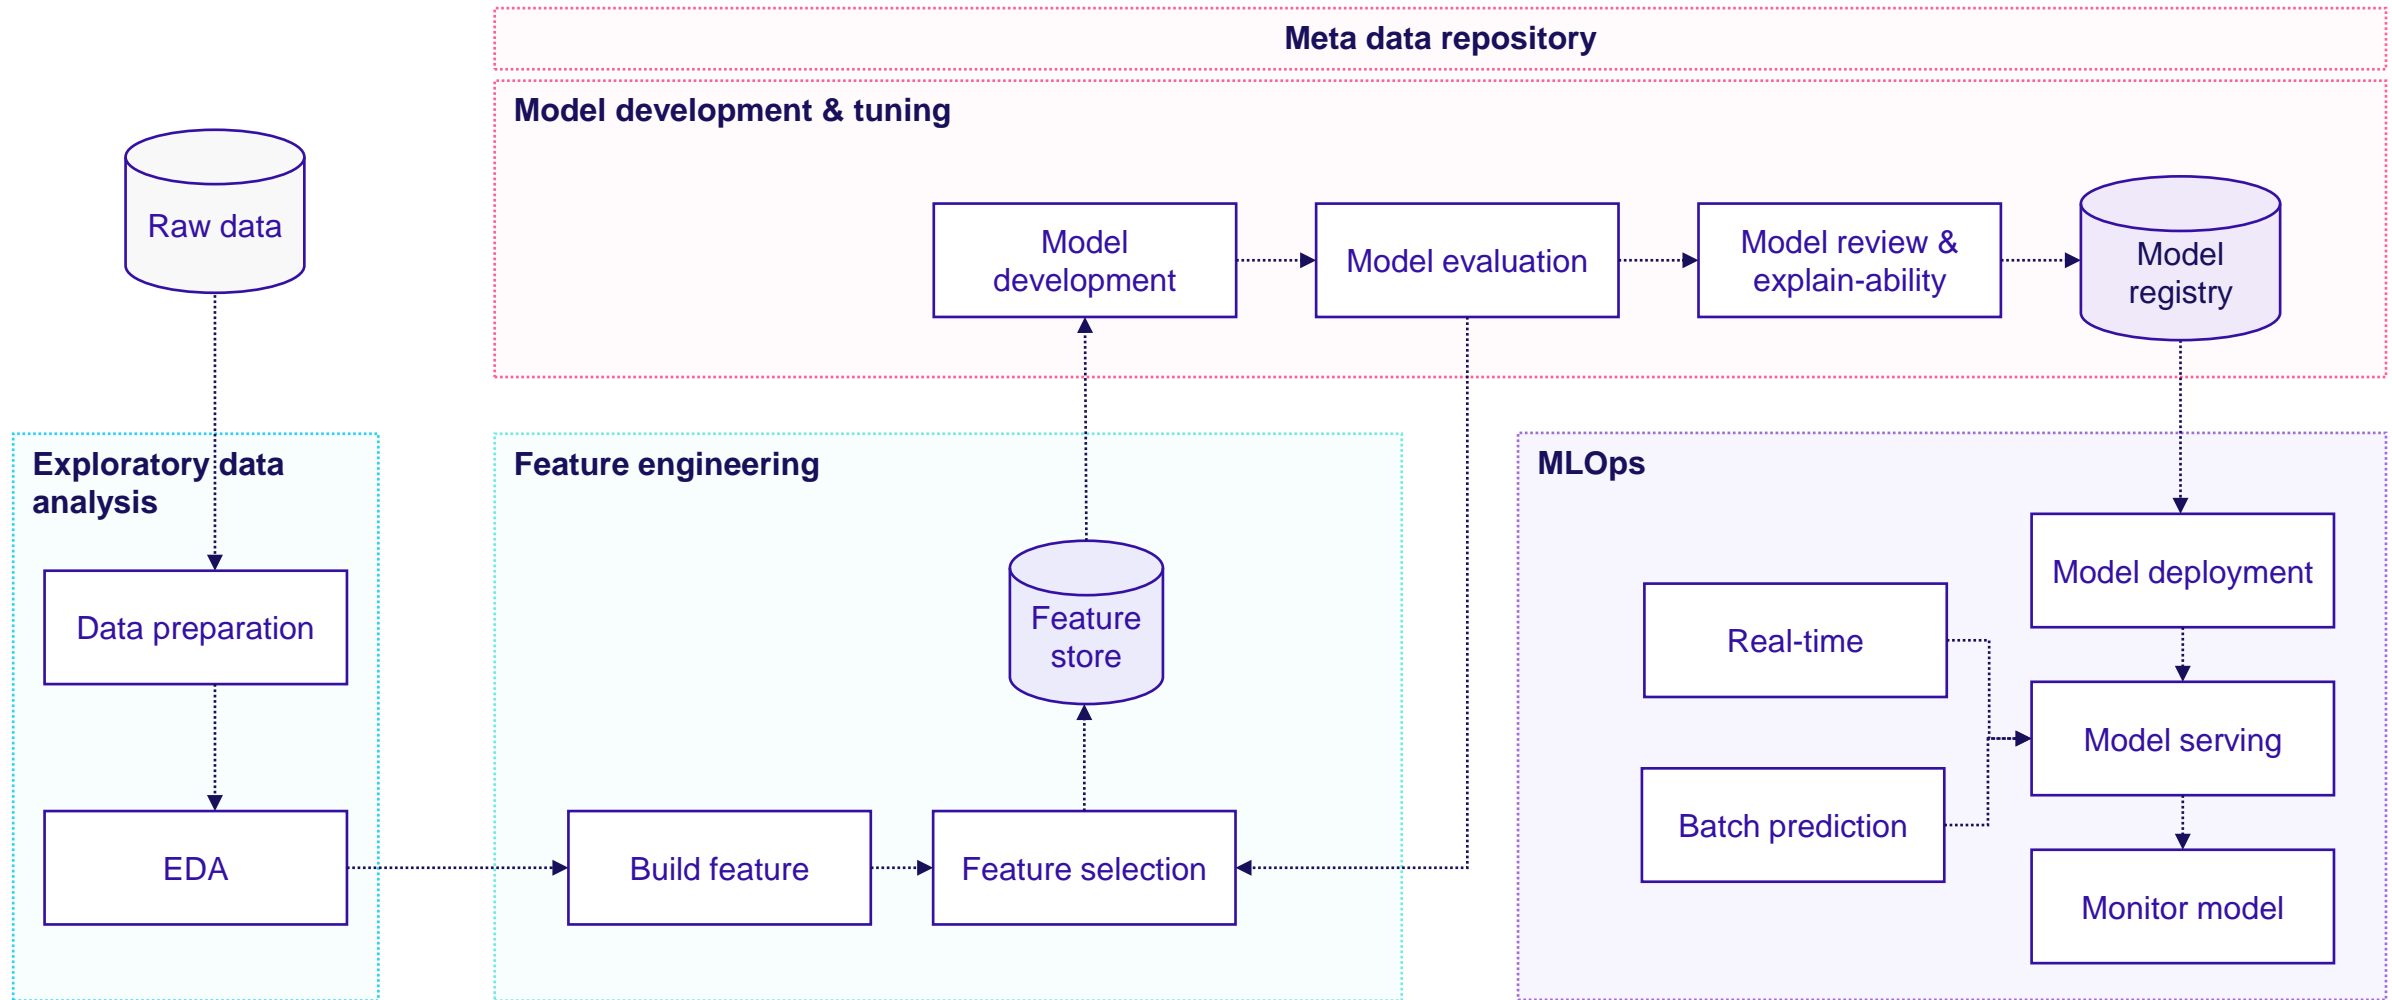 Meta data repository
Model development & tuning
Raw data
Model
development
Model evaluation
Model review &
explain-ability
Model
registry
Exploratory data
analysis
Data preparation
EDA
Feature engineering
Feature
store
Build feature
Feature selection
MLOps
Model deployment
Real-time
Model serving
Batch prediction
Monitor model